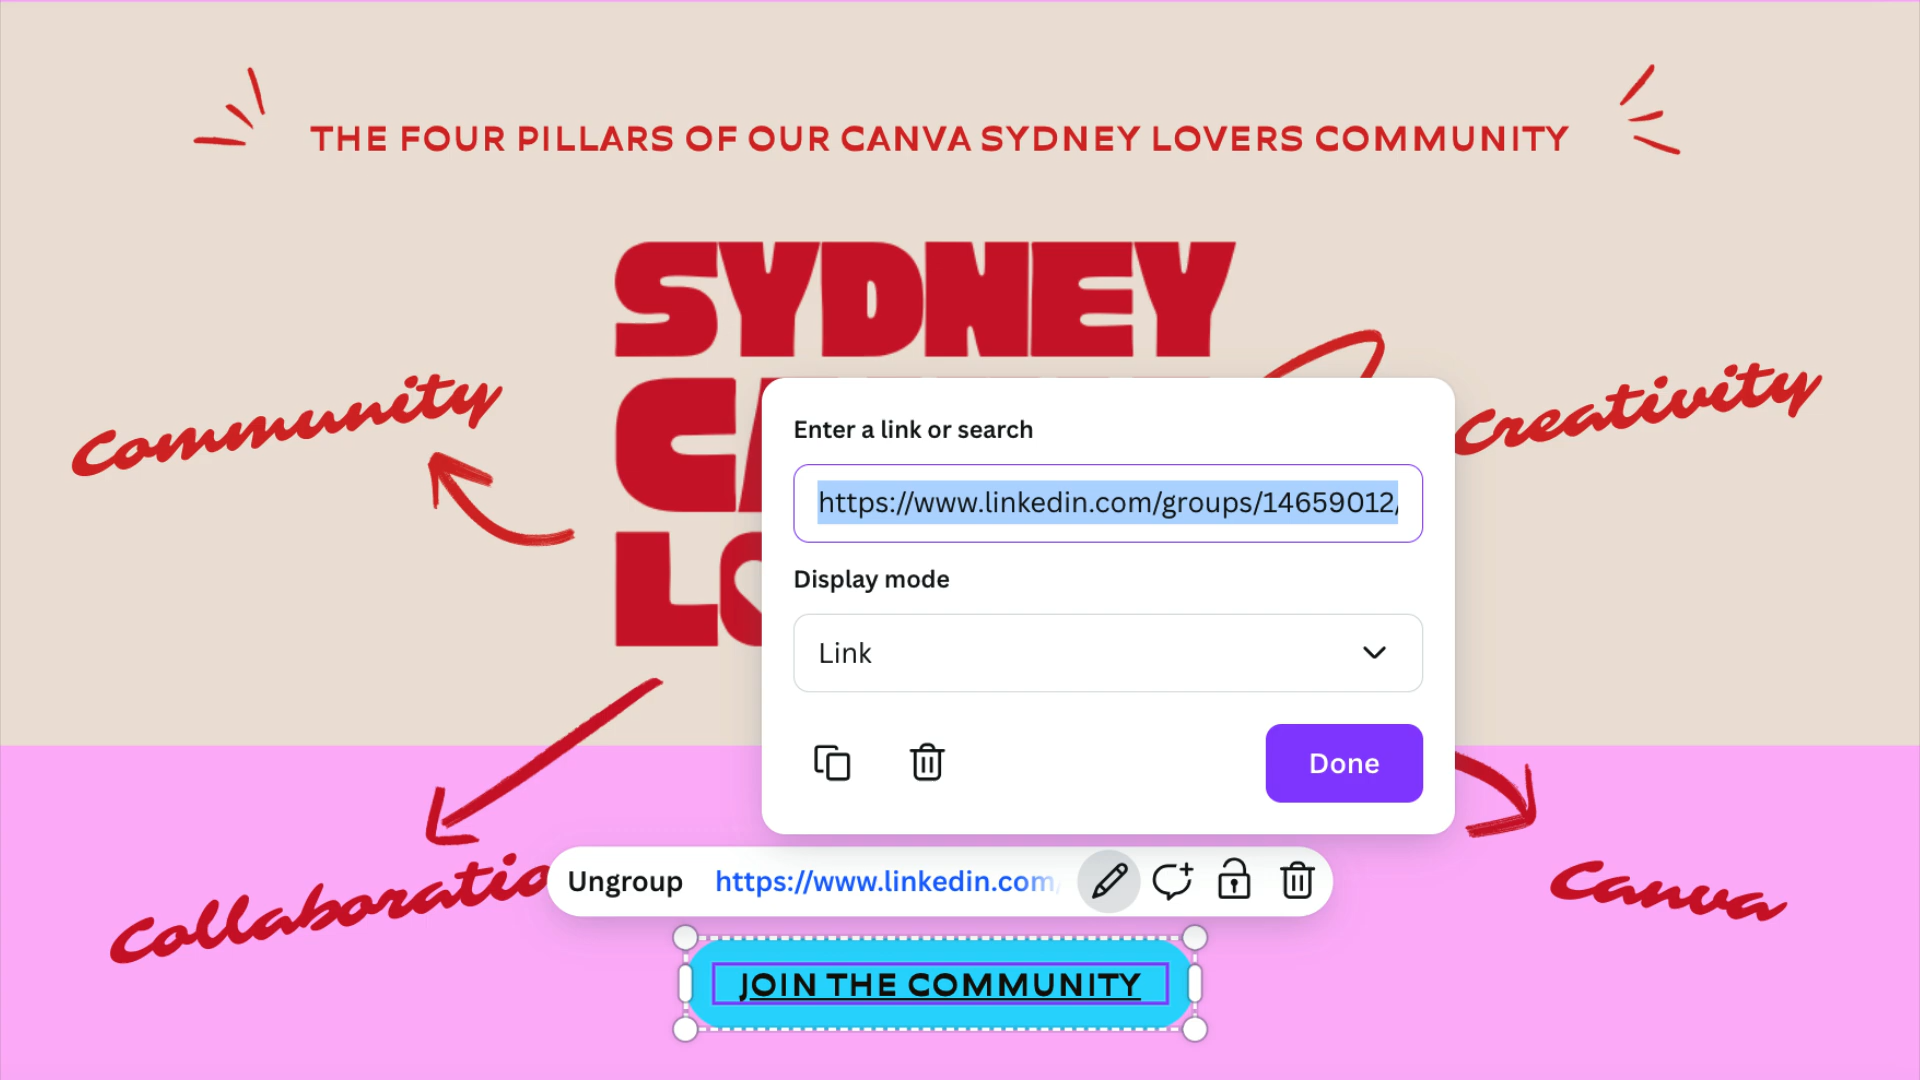 THE FOUR PILLARS OF OUR CANVA SYDNEY LOVERS COMMUNITY
SYDNEY
Community
Creativity
Enter a link or search
https://www.linkedin.com/groups/14659012/
Display mode
Link
Done
Collaboratio
Canva
Ungroup https://www.linkedin.com/
JOIN THE COMMUNITY